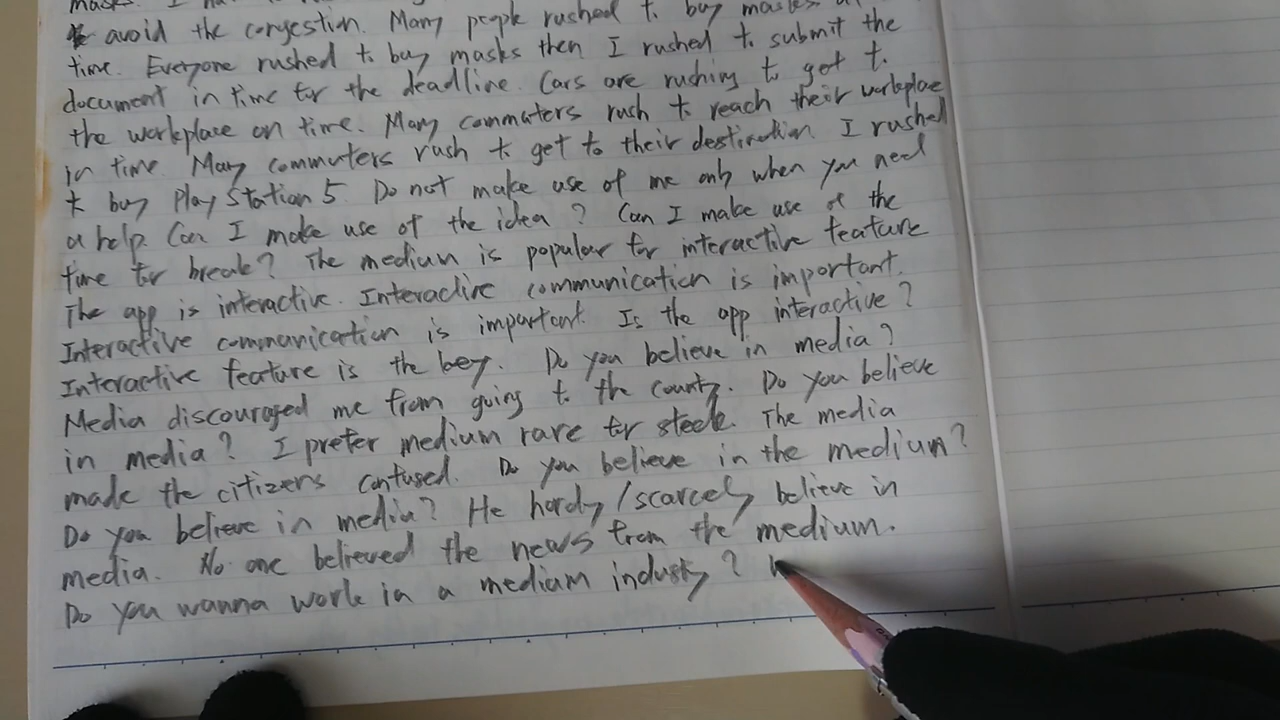 masks. I
avoid the congestion. Many people rushed to buy masks
time. Everyone rushed to buy masks then I rushed to submit the
document in time for the deadline. Cars are rushing to get to
the workplace on time. Many commuters rush to reach their workplace
in time. Many commuters rush to get to their destination I rushed
to buy Play Station 5. Do not make use of me only when you need
a help. Can I make use of the idea? Can I make use of the
time for break? The medium is popular for interactive feature
The app is interactive. Interactive communication is important.
Interactive communication is important. Is the app interactive?
Interactive feature is the key. Do you believe in media?
Media discouraged me from going to the country. Do you believe
in media? I prefer medium rare for steak. The media
made the citizens confused. Do you believe in the medium?
Do you believe in media? He hardly/scarcely believe in
media. No one believed the news from the medium.
Do you wanna work in a medium industry?